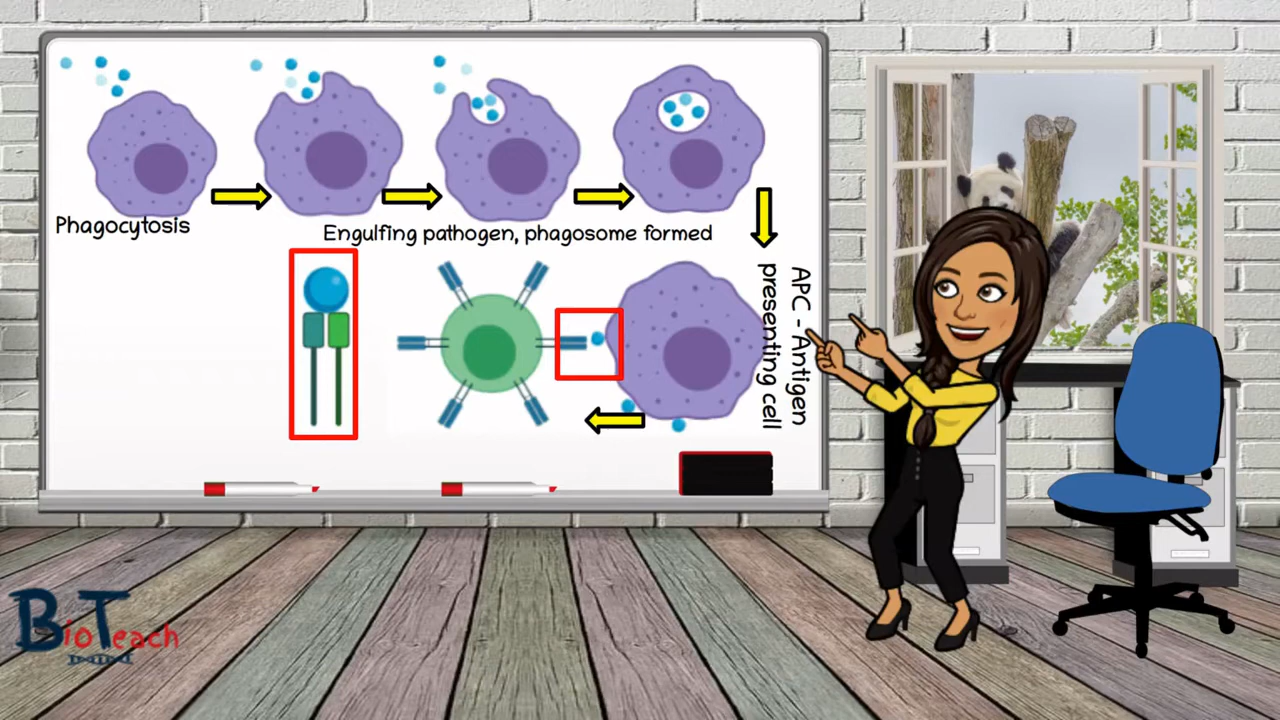 Phagocytosis
Engulfing pathogen, phagosome formed
APC - Antigen
presenting cell
BioTeach